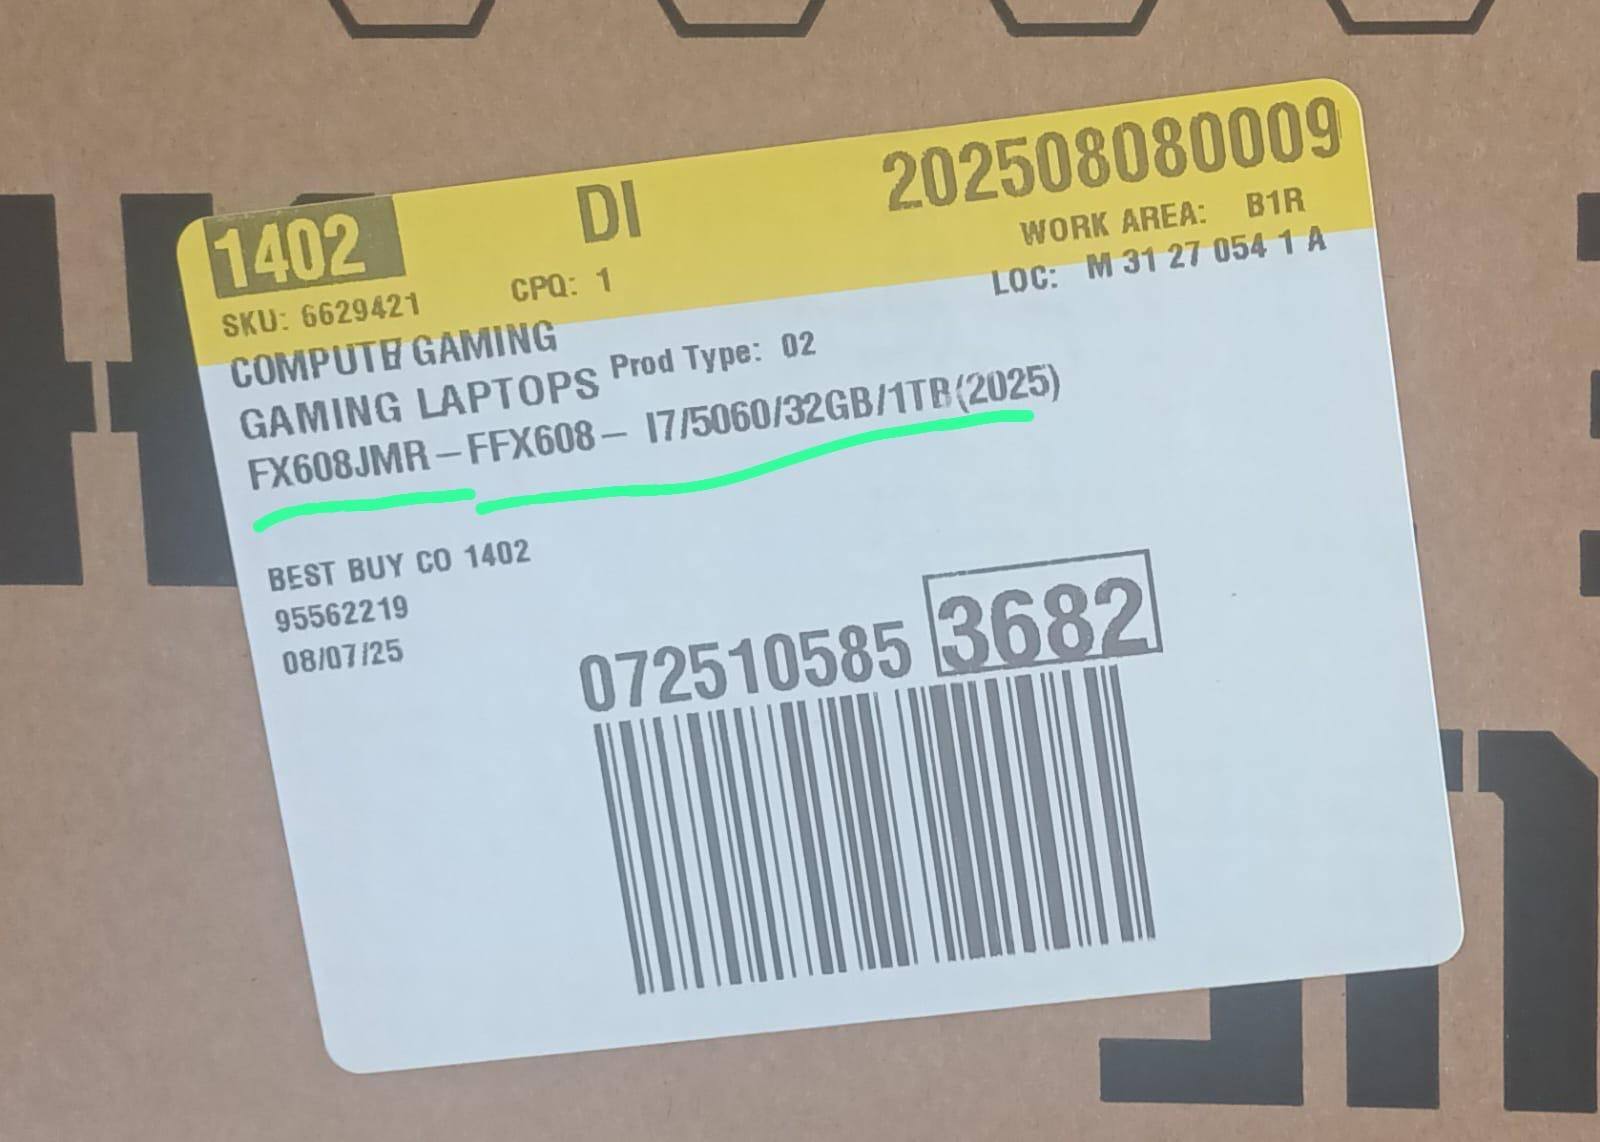 1402 DI 202508080009
SKU: 6629421 CPQ: 1 WORK AREA: B1R
LOC: M 31 27 054 1 A
GAMING
GAMING LAPTOPS Prod Type: 02
FX608JMR – FFX608 – I7/5060/32GB/1TB(2025)
BEST BUY CO 1402
95562219
08/07/25
072510585 3682